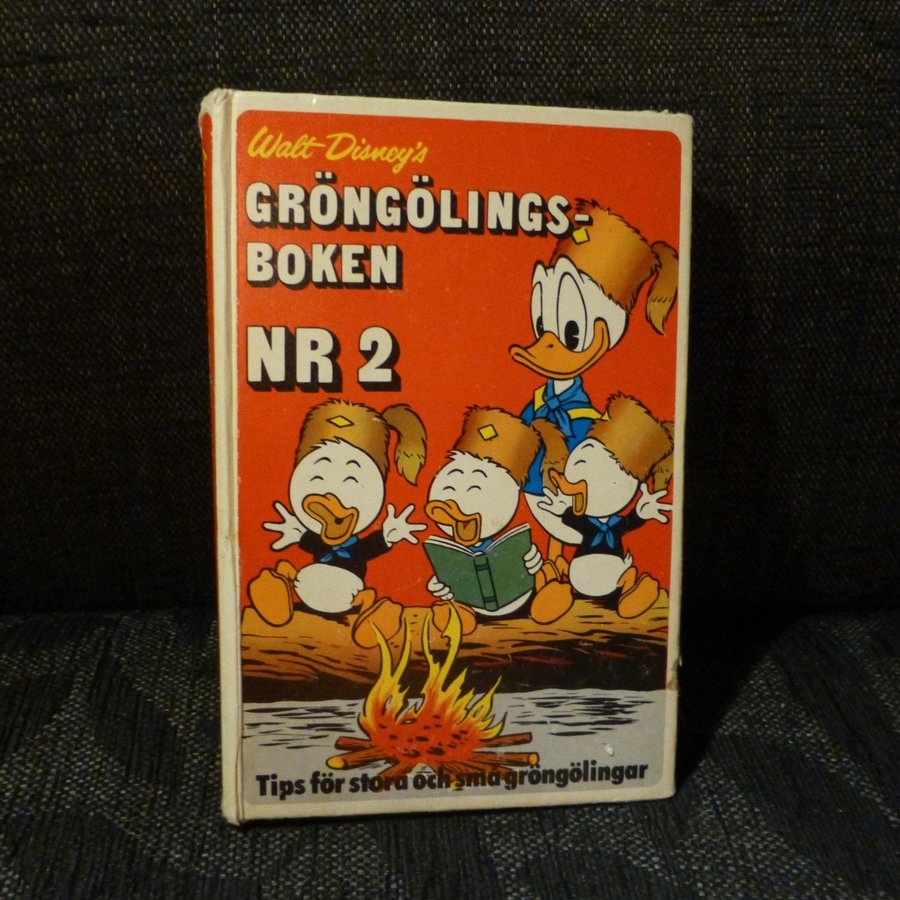 Walt Disney's
GRÖNGÖLINGS-
BOKEN
NR 2
Tips för stora och små gröngölingar